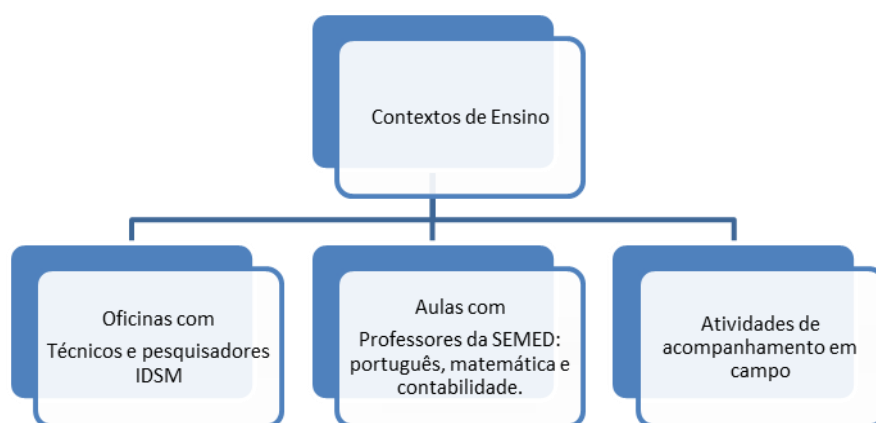 Contextos de Ensino
Oficinas com
Técnicos e pesquisadores
IDSM
Aulas com
Professores da SEMED:
português, matemática e
contabilidade.
Atividades de
acompanhamento em
campo